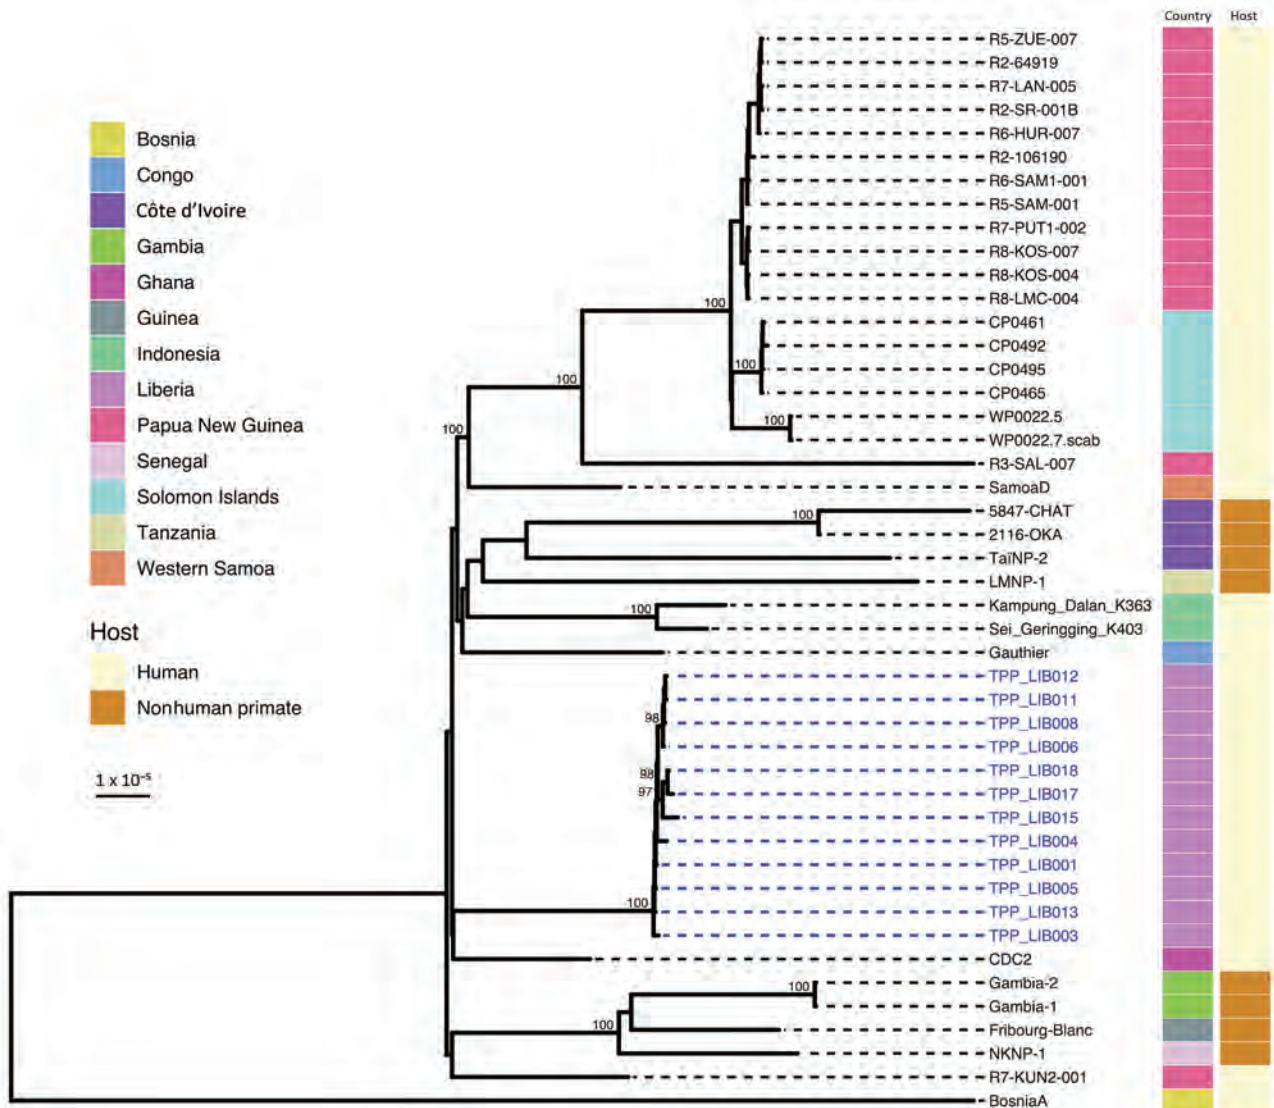 Country Host
R5-ZUE-007
R2-64919
R7-LAN-005
R2-SR-001B
R6-HUR-007
R2-106190
R6-SAM1-001
R5-SAM-001
R7-PUT1-002
R8-KOS-007
R8-KOS-004
R8-LMC-004
CP0461
CP0492
CP0495
CP0465
WP0022.5
WP0022.7.scab
R3-SAL-007
SamoaD
5847-CHAT
2116-OKA
TaïNP-2
LMNP-1
Kampung_Dalan_K363
Sei_Geringging_K403
Gauthier
TPP_LIB012
TPP_LIB011
TPP_LIB008
TPP_LIB006
TPP_LIB018
TPP_LIB017
TPP_LIB015
TPP_LIB004
TPP_LIB001
TPP_LIB005
TPP_LIB013
TPP_LIB003
CDC2
Gambia-2
Gambia-1
Fribourg-Blanc
NKNP-1
R7-KUN2-001
BosniaA
Bosnia
Congo
Côte d'Ivoire
Gambia
Ghana
Guinea
Indonesia
Liberia
Papua New Guinea
Senegal
Solomon Islands
Tanzania
Western Samoa
Host
Human
Nonhuman primate
1 x 10⁻⁵
100
100
100
100
100
100
100
98
98
97
100
100
100